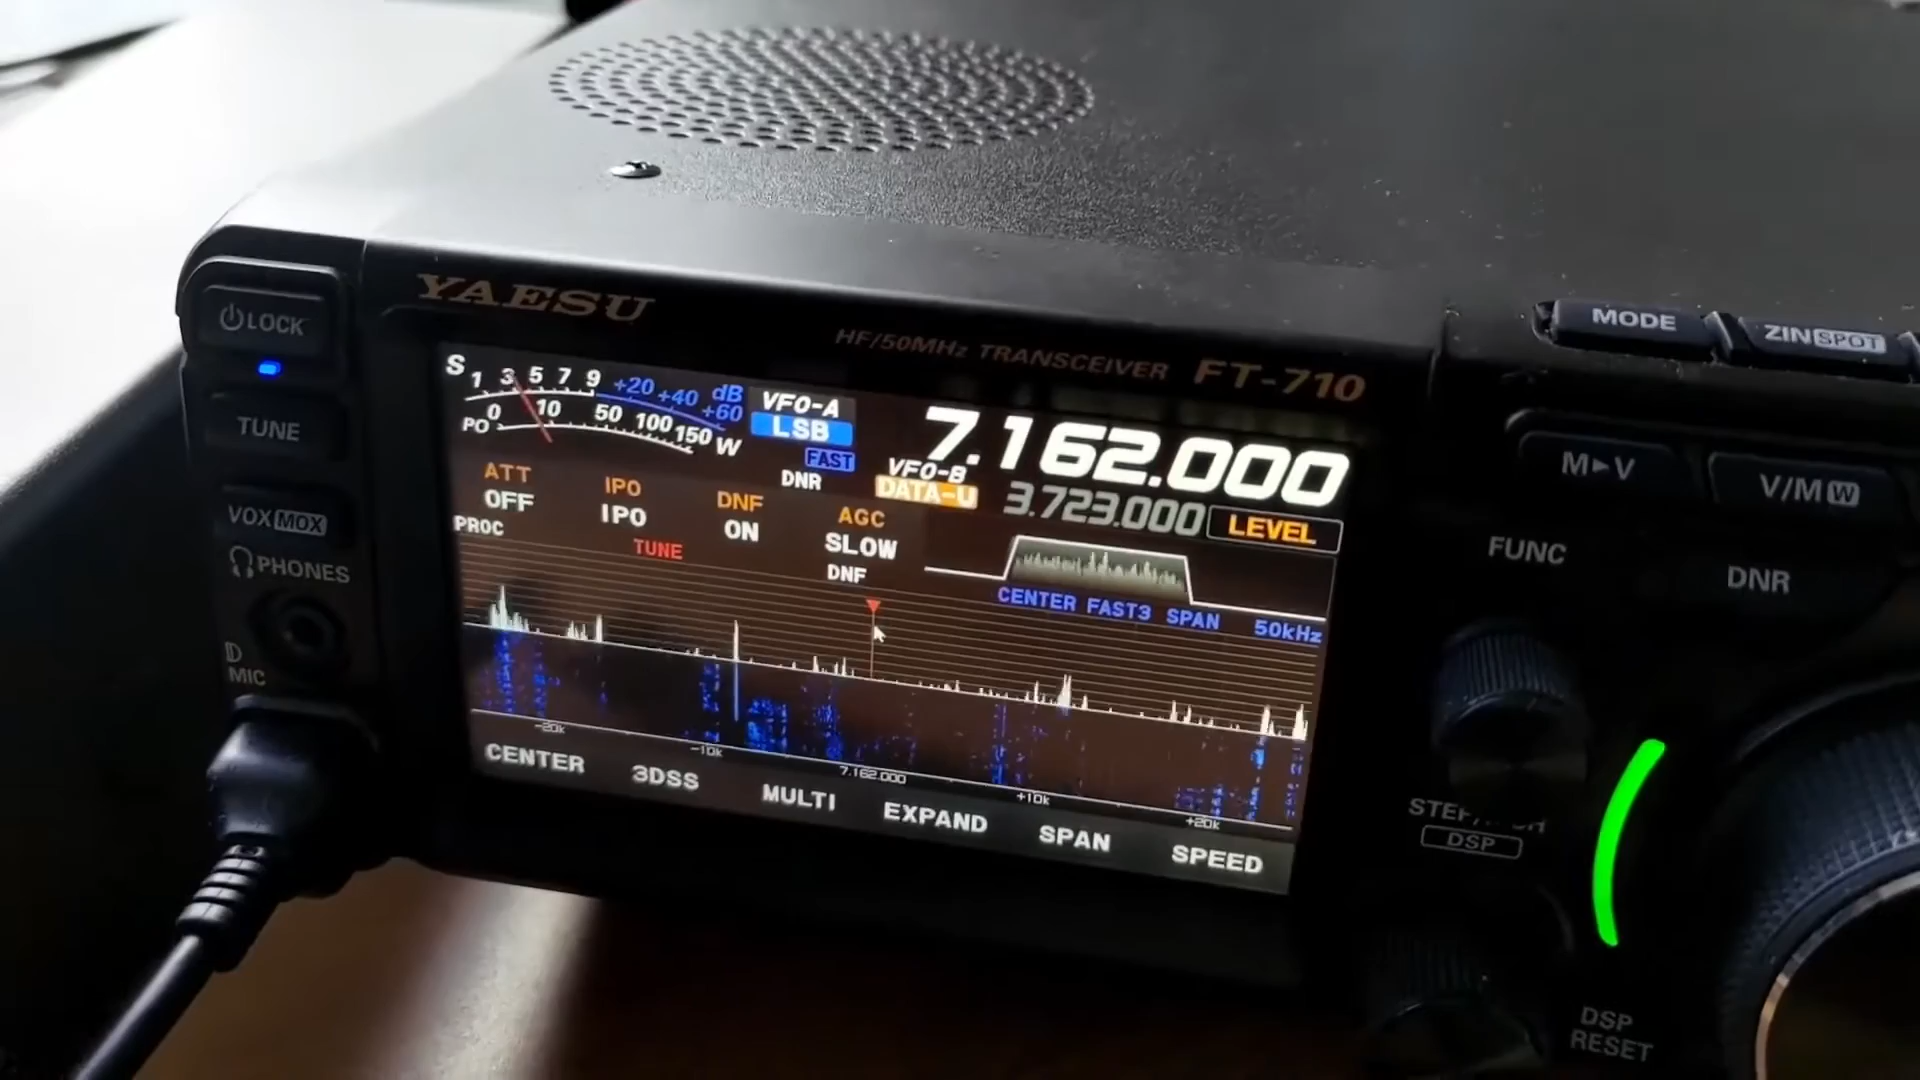 YAESU
HF/50MHz TRANSCEIVER FT-710
LOCK
TUNE
VOX MOX
PHONES
MIC
S 1 3 5 7 9 +20 +40 +60 dB
PO 0 10 50 100 150 W
VFO-A
LSB
FAST
DNR
7.162.000
VFO-B
DATA-U
3.723.000
LEVEL
ATT
OFF
IPO
IPO
DNF
ON
AGC
SLOW
PROC
TUNE
DNF
CENTER FAST3 SPAN 50kHz
-20k -10k 7.162.000 +10k +20k
CENTER 3DSS MULTI EXPAND SPAN SPEED
MODE
ZIN SPOT
M►V
V/M W
FUNC
DNR
DSP
DSP
RESET